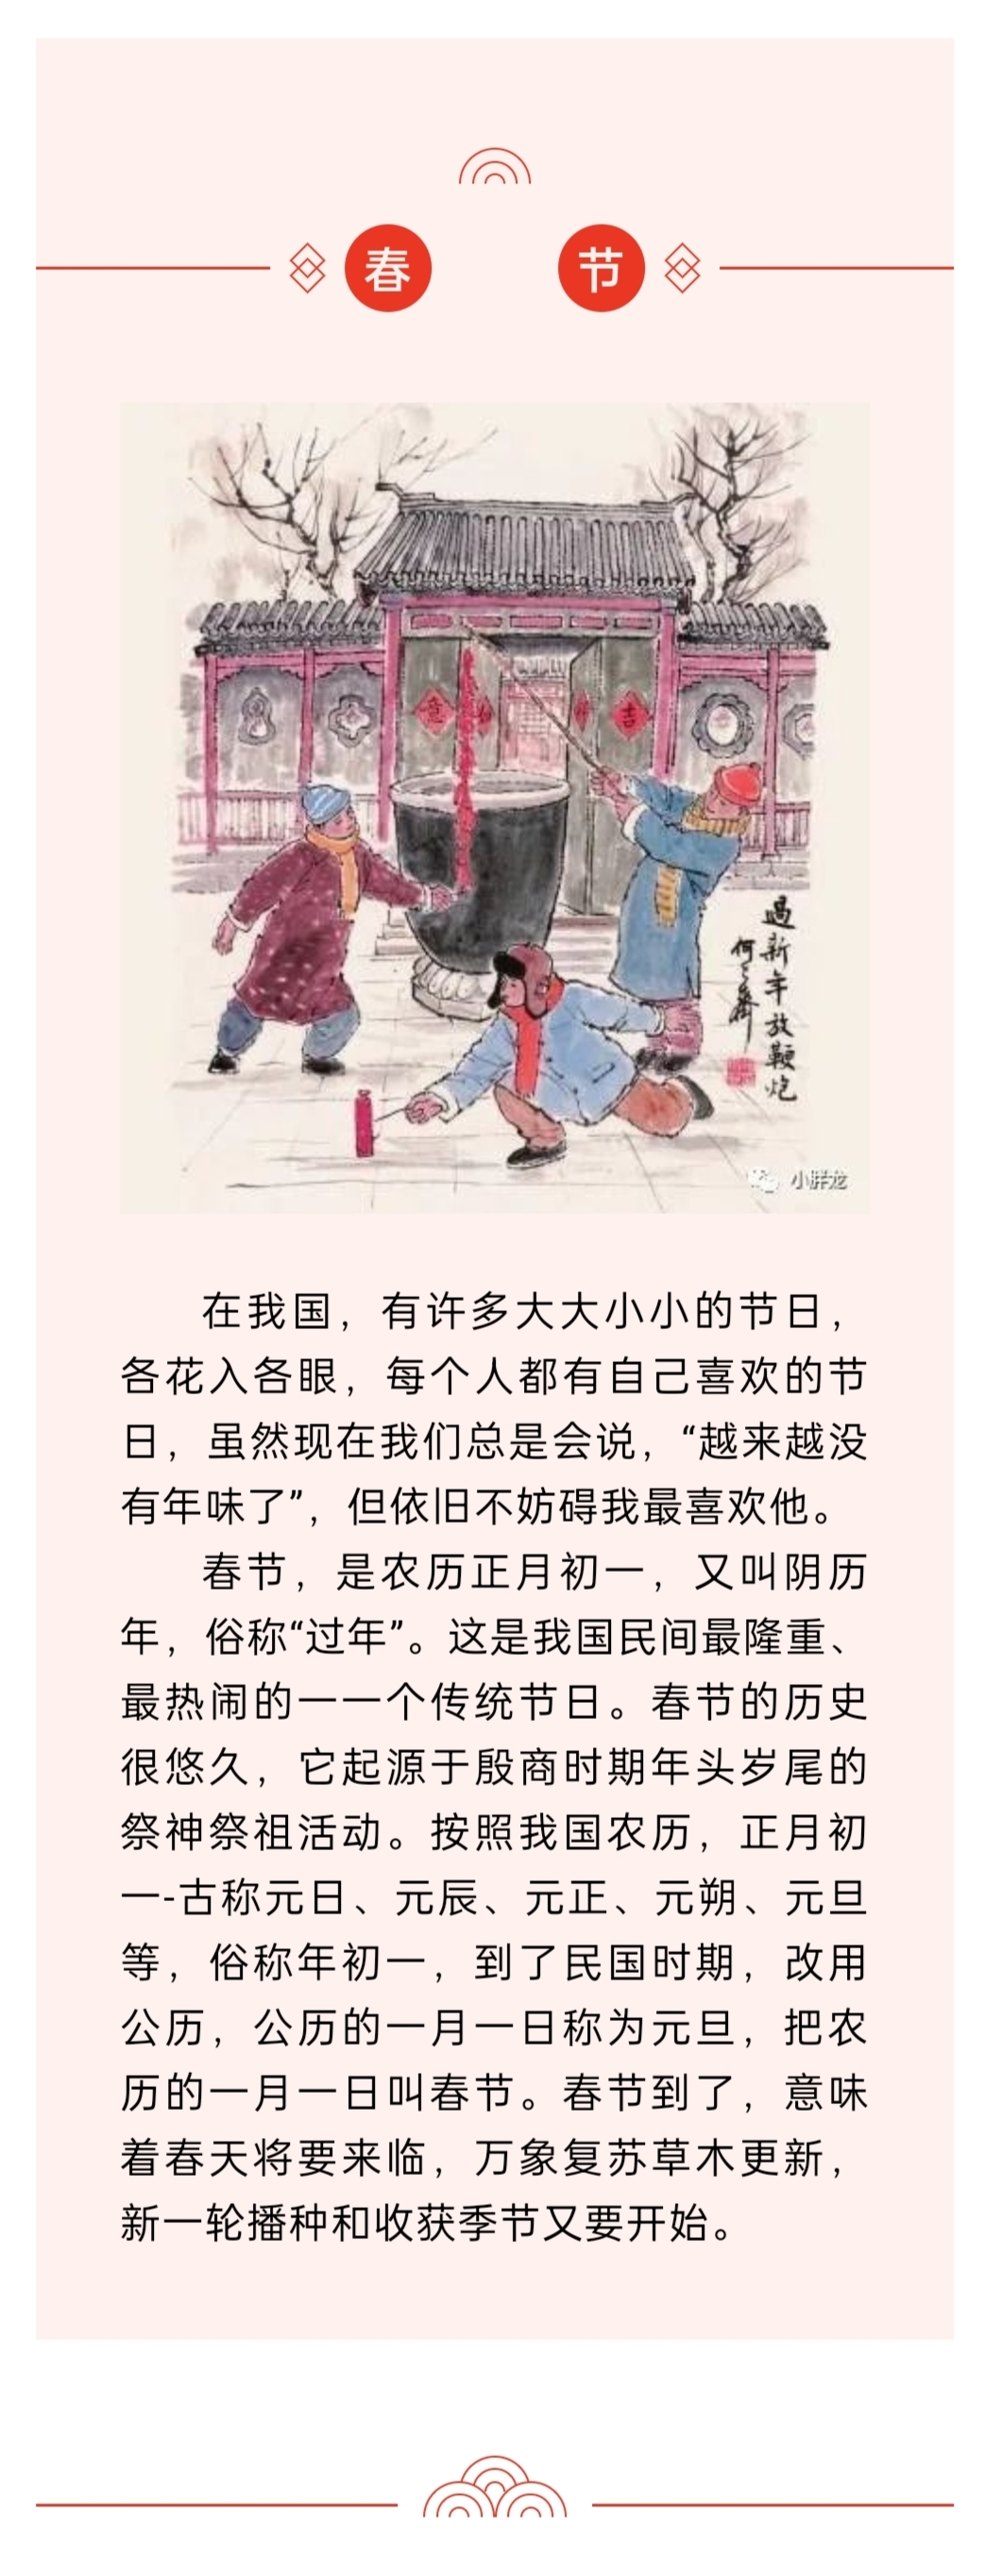 春 节
意
吉
過新年放鞭炮
小胖龙
在我国，有许多大大小小的节日，
各花入各眼，每个人都有自己喜欢的节
日，虽然现在我们总是会说，“越来越没
有年味了”，但依旧不妨碍我最喜欢他。
春节，是农历正月初一，又叫阴历
年，俗称“过年”。这是我国民间最隆重、
最热闹的一一个传统节日。春节的历史
很悠久，它起源于殷商时期年头岁尾的
祭神祭祖活动。按照我国农历，正月初
一-古称元日、元辰、元正、元朔、元旦
等，俗称年初一，到了民国时期，改用
公历，公历的一月一日称为元旦，把农
历的一月一日叫春节。春节到了，意味
着春天将要来临，万象复苏草木更新，
新一轮播种和收获季节又要开始。